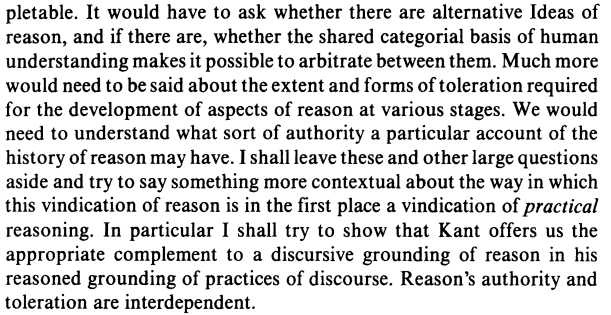 pletable. It would have to ask whether there are alternative Ideas of
reason, and if there are, whether the shared categorial basis of human
understanding makes it possible to arbitrate between them. Much more
would need to be said about the extent and forms of toleration required
for the development of aspects of reason at various stages. We would
need to understand what sort of authority a particular account of the
history of reason may have. I shall leave these and other large questions
aside and try to say something more contextual about the way in which
this vindication of reason is in the first place a vindication of practical
reasoning. In particular I shall try to show that Kant offers us the
appropriate complement to a discursive grounding of reason in his
reasoned grounding of practices of discourse. Reason's authority and
toleration are interdependent.